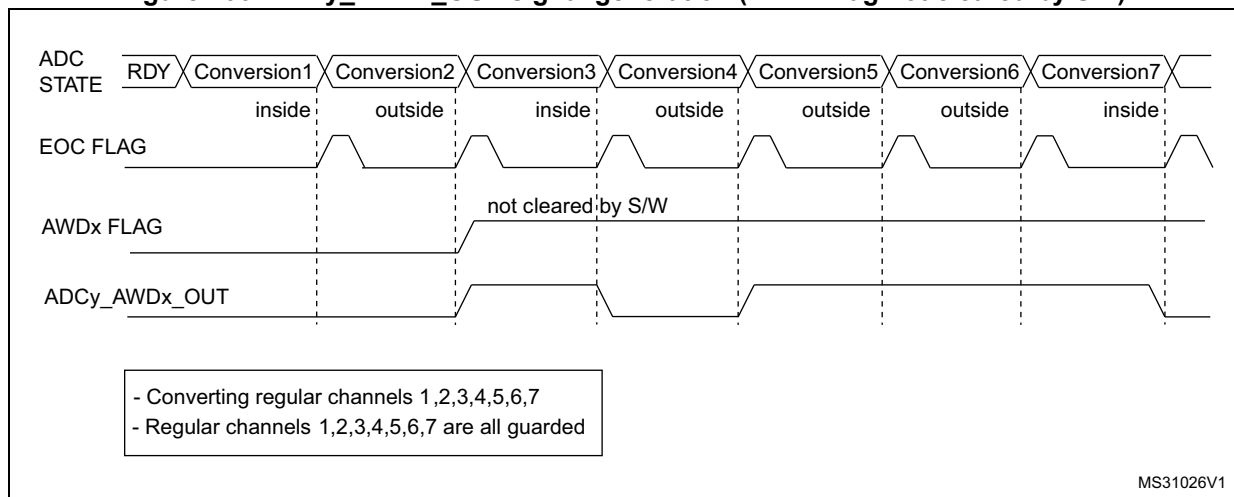 ADC
STATE
RDY Conversion1 Conversion2 Conversion3 Conversion4 Conversion5 Conversion6 Conversion7
inside outside inside outside outside outside inside
EOC FLAG
not cleared by S/W
AWDx FLAG
ADCy_AWDx_OUT
- Converting regular channels 1,2,3,4,5,6,7
- Regular channels 1,2,3,4,5,6,7 are all guarded
MS31026V1